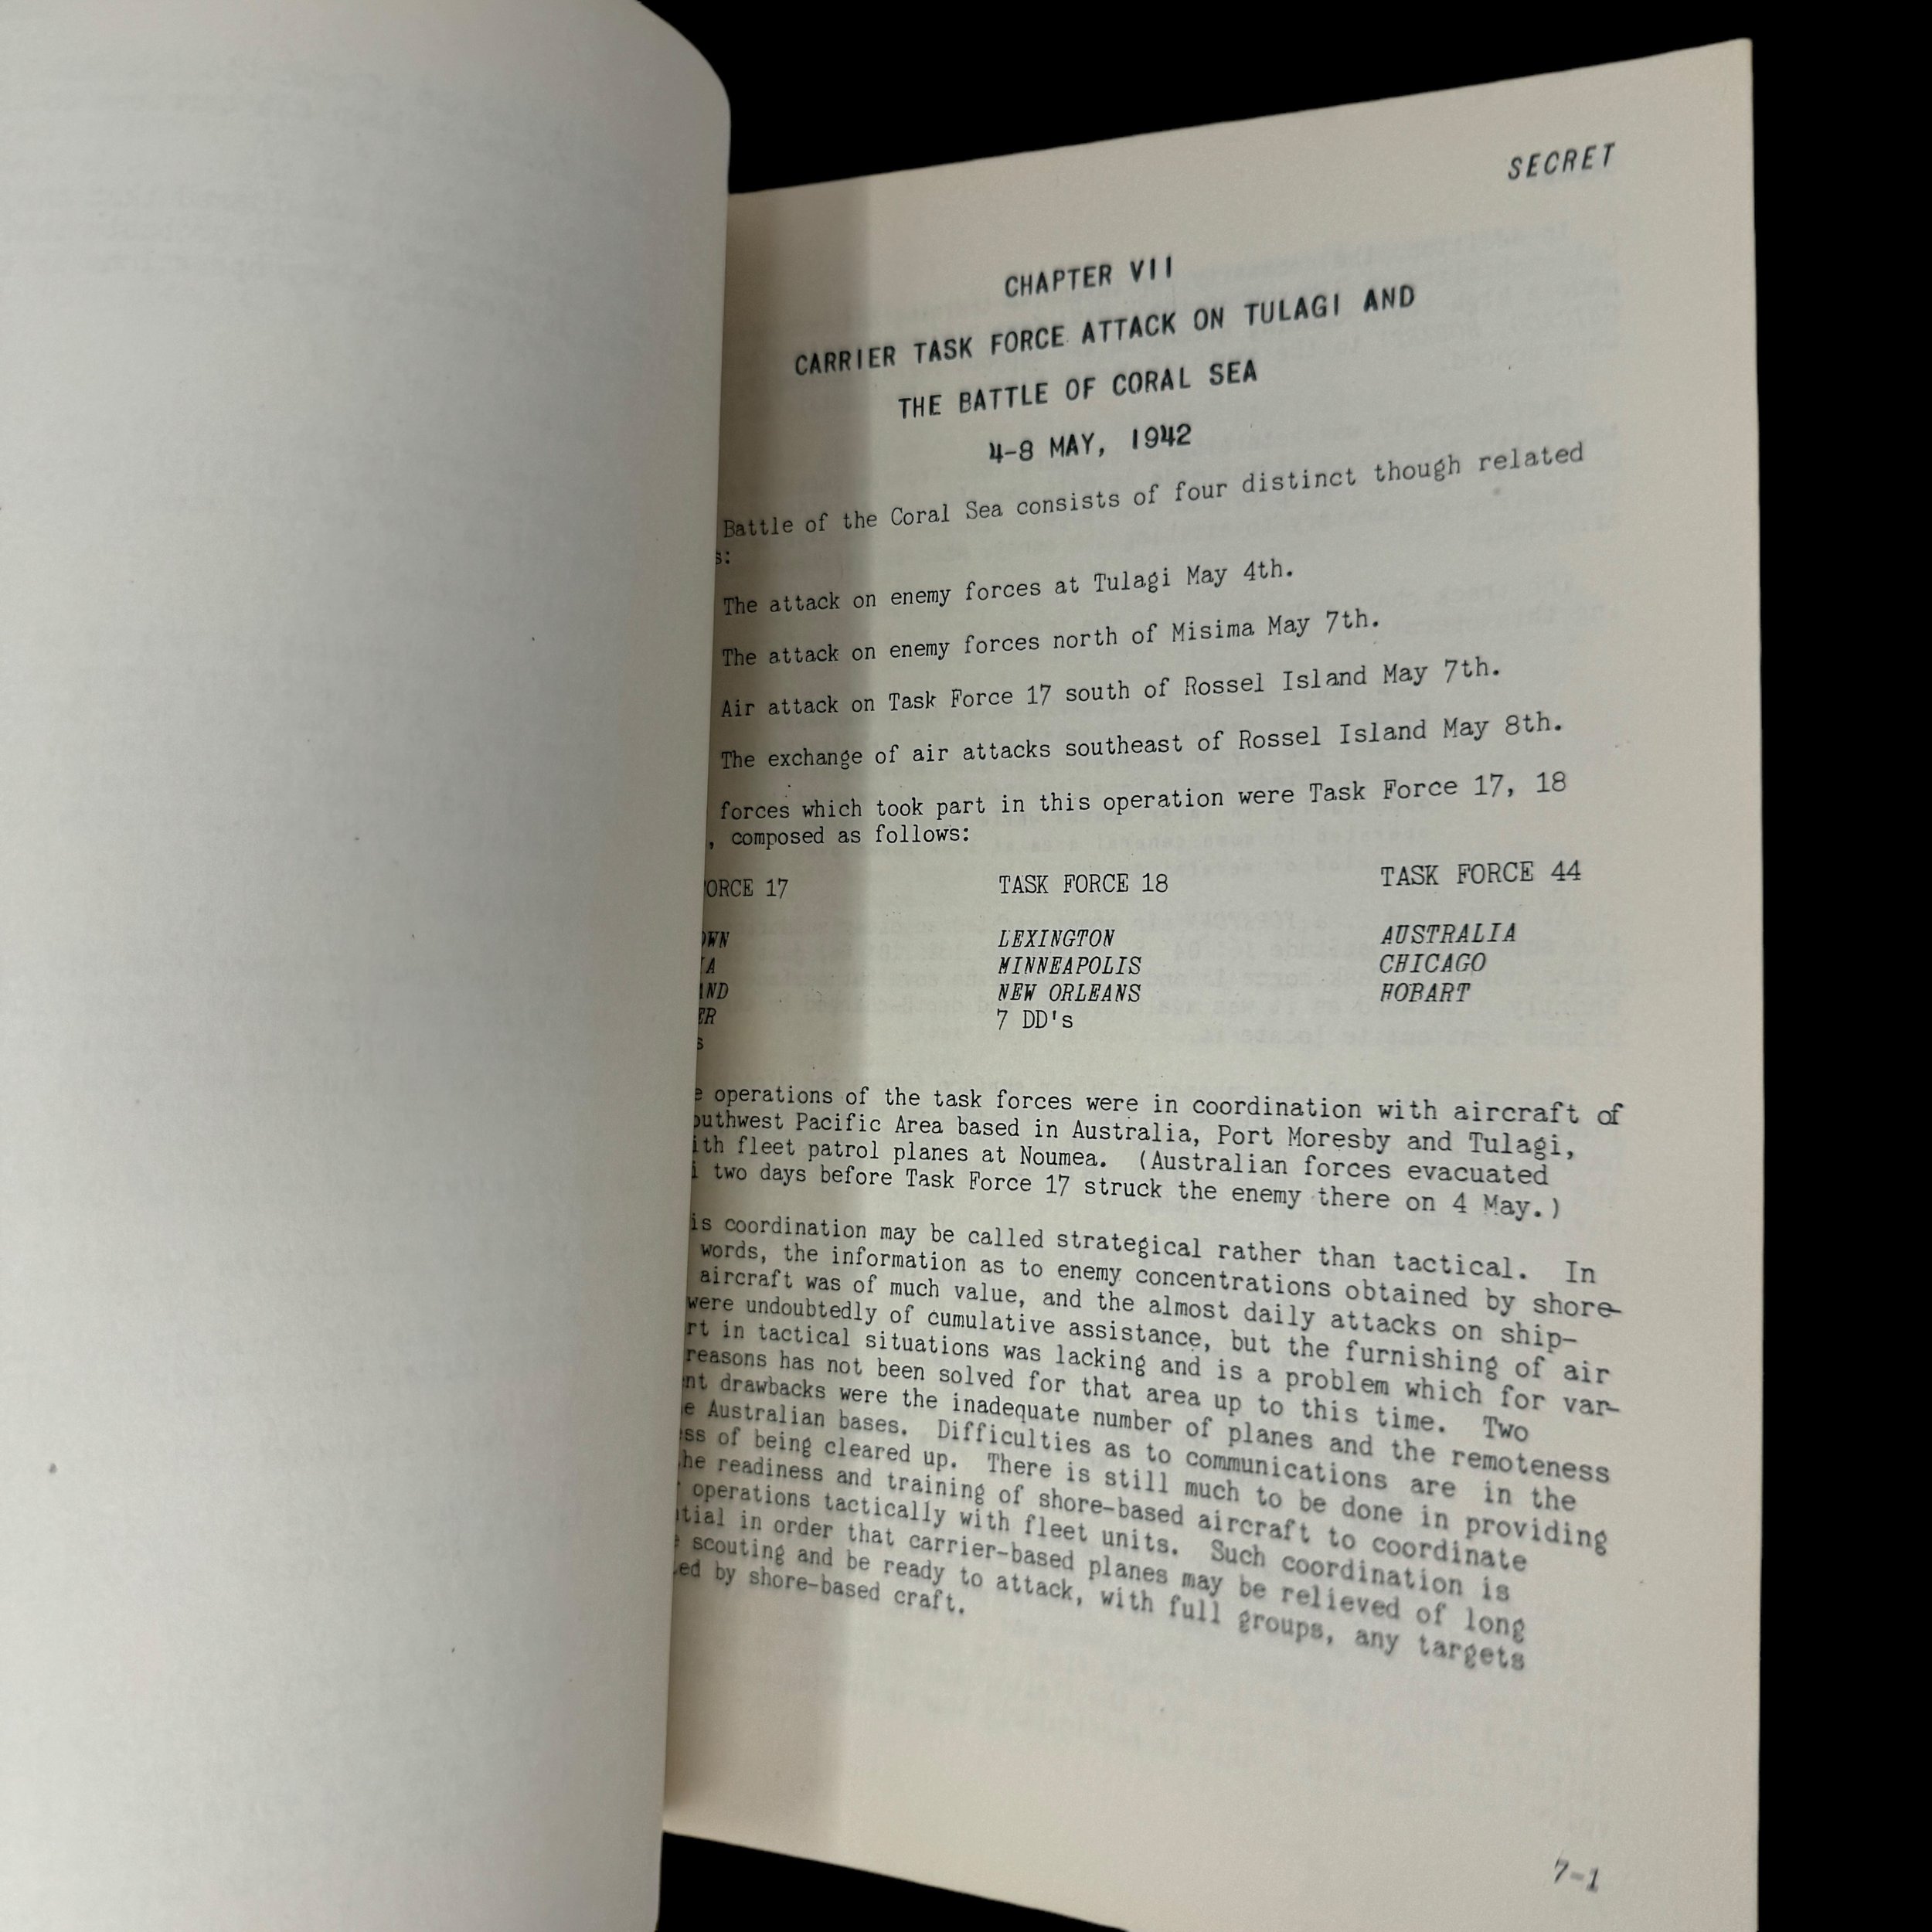 SECRET
CHAPTER VII
CARRIER TASK FORCE ATTACK ON TULAGI AND
THE BATTLE OF CORAL SEA
4-8 MAY, 1942
Battle of the Coral Sea consists of four distinct though related
s:
The attack on enemy forces at Tulagi May 4th.
The attack on enemy forces north of Misima May 7th.
Air attack on Task Force 17 south of Rossel Island May 7th.
The exchange of air attacks southeast of Rossel Island May 8th.
forces which took part in this operation were Task Force 17, 18
, composed as follows:
ORCE 17 TASK FORCE 18 TASK FORCE 44
OWN LEXINGTON AUSTRALIA
IA MINNEAPOLIS CHICAGO
AND NEW ORLEANS HOBART
ER 7 DD's
s
e operations of the task forces were in coordination with aircraft of
outhwest Pacific Area based in Australia, Port Moresby and Tulagi,
ith fleet patrol planes at Noumea. (Australian forces evacuated
i two days before Task Force 17 struck the enemy there on 4 May.)
is coordination may be called strategical rather than tactical. In
words, the information as to enemy concentrations obtained by shore-
aircraft was of much value, and the almost daily attacks on ship-
were undoubtedly of cumulative assistance, but the furnishing of air
rt in tactical situations was lacking and is a problem which for var-
reasons has not been solved for that area up to this time. Two
nt drawbacks were the inadequate number of planes and the remoteness
e Australian bases. Difficulties as to communications are in the
ss of being cleared up. There is still much to be done in providing
he readiness and training of shore-based aircraft to coordinate
operations tactically with fleet units. Such coordination is
tial in order that carrier-based planes may be relieved of long
scouting and be ready to attack, with full groups, any targets
ed by shore-based craft.
7-1